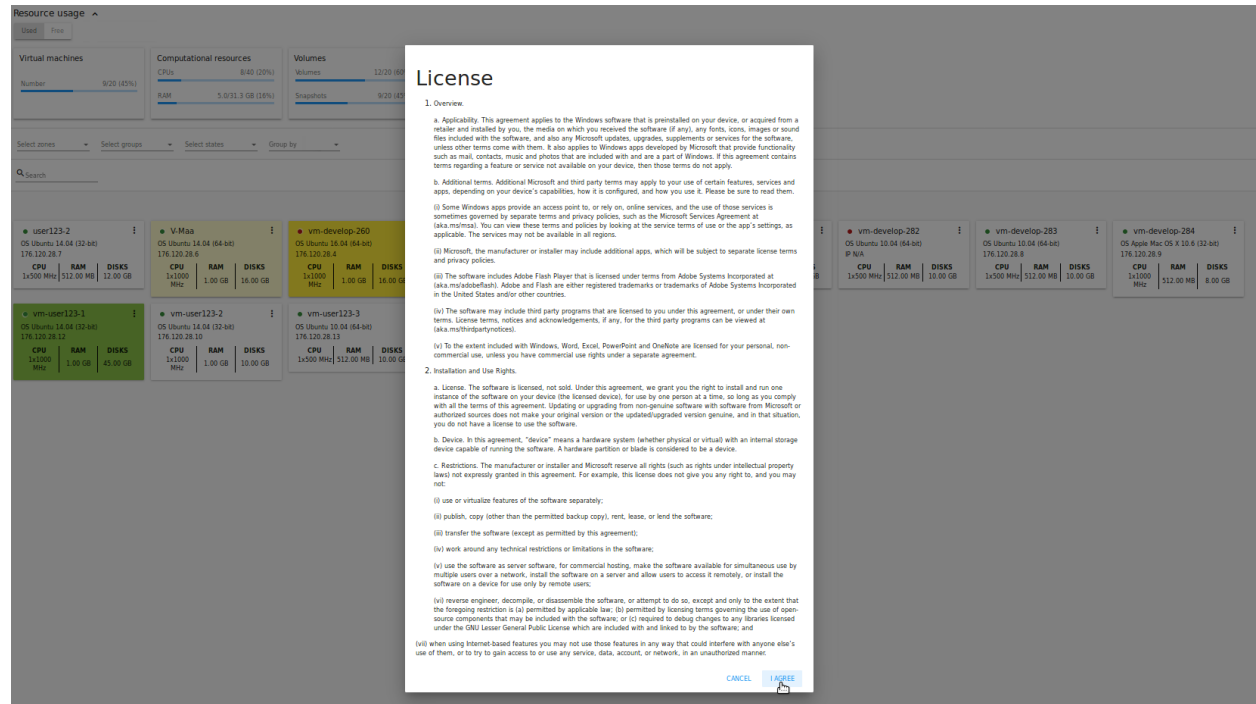 Resource usage
Used Free
Virtual machines
Number 9/20 (45%)
Computational resources
CPUs 8/40 (20%)
RAM 5.0/31.3 GB (16%)
Volumes
Volumes 12/20 (60%
Snapshots 9/20 (45%
Select zones Select groups Select states Group by
Search
user123-2
OS Ubuntu 14.04 (32-bit)
176.120.28.7
CPU RAM DISKS
1x500 MHz 512.00 MB 12.00 GB
V-Maa
OS Ubuntu 14.04 (64-bit)
176.120.28.6
CPU RAM DISKS
1x1000 MHz 1.00 GB 16.00 GB
vm-develop-260
OS Ubuntu 16.04 (64-bit)
176.120.28.4
CPU RAM DISKS
1x1000 MHz 1.00 GB 16.00 GB
vm-develop-282
OS Ubuntu 10.04 (64-bit)
IP N/A
CPU RAM DISKS
1x500 MHz 512.00 MB 10.00 GB
vm-develop-283
OS Ubuntu 10.04 (64-bit)
176.120.28.8
CPU RAM DISKS
1x500 MHz 512.00 MB 10.00 GB
vm-develop-284
OS Apple Mac OS X 10.6 (32-bit)
176.120.28.9
CPU RAM DISKS
1x1000 MHz 512.00 MB 8.00 GB
vm-user123-1
OS Ubuntu 14.04 (32-bit)
176.120.28.12
CPU RAM DISKS
1x1000 MHz 1.00 GB 45.00 GB
vm-user123-2
OS Ubuntu 14.04 (32-bit)
176.120.28.10
CPU RAM DISKS
1x1000 MHz 1.00 GB 10.00 GB
vm-user123-3
OS Ubuntu 10.04 (64-bit)
176.120.28.13
CPU RAM DISKS
1x500 MHz 512.00 MB 10.00 GB
License
1. Overview.
a. Applicability. This agreement applies to the Windows software that is preinstalled on your device, or acquired from a
retailer and installed by you, the media on which you received the software (if any), any fonts, icons, images or sound
files included with the software, and also any Microsoft updates, upgrades, supplements or services for the software,
unless other terms come with them. It also applies to Windows apps developed by Microsoft that provide functionality
such as mail, contacts, music and photos that are included with and are a part of Windows. If this agreement contains
terms regarding a feature or service not available on your device, then those terms do not apply.
b. Additional terms. Additional Microsoft and third party terms may apply to your use of certain features, services and
apps, depending on your device's capabilities, how it is configured, and how you use it. Please be sure to read them.
(i) Some Windows apps provide an access point to, or rely on, online services, and the use of those services is
sometimes governed by separate terms and privacy policies, such as the Microsoft Services Agreement at
(aka.ms/msa). You can view these terms and policies by looking at the service terms of use or the app's settings, as
applicable. The services may not be available in all regions.
(ii) Microsoft, the manufacturer or installer may include additional apps, which will be subject to separate license terms
and privacy policies.
(iii) The software includes Adobe Flash Player that is licensed under terms from Adobe Systems Incorporated at
(aka.ms/adobeflash). Adobe and Flash are either registered trademarks or trademarks of Adobe Systems Incorporated
in the United States and/or other countries.
(iv) The software may include third party programs that are licensed to you under this agreement, or under their own
terms. License terms, notices and acknowledgements, if any, for the third party programs can be viewed at
(aka.ms/thirdpartynotices).
(v) To the extent included with Windows, Word, Excel, PowerPoint and OneNote are licensed for your personal, non-
commercial use, unless you have commercial use rights under a separate agreement.
2. Installation and Use Rights.
a. License. The software is licensed, not sold. Under this agreement, we grant you the right to install and run one
instance of the software on your device (the licensed device), for use by one person at a time, so long as you comply
with all the terms of this agreement. Updating or upgrading from non-genuine software with software from Microsoft or
authorized sources does not make your original version or the updated/upgraded version genuine, and in that situation,
you do not have a license to use the software.
b. Device. In this agreement, "device" means a hardware system (whether physical or virtual) with an internal storage
device capable of running the software. A hardware partition or blade is considered to be a device.
c. Restrictions. The manufacturer or installer and Microsoft reserve all rights (such as rights under intellectual property
laws) not expressly granted in this agreement. For example, this license does not give you any right to, and you may
not:
(i) use or virtualize features of the software separately;
(ii) publish, copy (other than the permitted backup copy), rent, lease, or lend the software;
(iii) transfer the software (except as permitted by this agreement);
(iv) work around any technical restrictions or limitations in the software;
(v) use the software as server software, for commercial hosting, make the software available for simultaneous use by
multiple users over a network, install the software on a server and allow users to access it remotely, or install the
software on a device for use only by remote users;
(vi) reverse engineer, decompile, or disassemble the software, or attempt to do so, except and only to the extent that
the foregoing restriction is (a) permitted by applicable law; (b) permitted by licensing terms governing the use of open-
source components that may be included with the software; or (c) required to debug changes to any libraries licensed
under the GNU Lesser General Public License which are included with and linked to by the software; and
(vii) when using Internet-based features you may not use those features in any way that could interfere with anyone else's
use of them, or to try to gain access to or use any service, data, account, or network, in an unauthorized manner.
CANCEL I AGREE